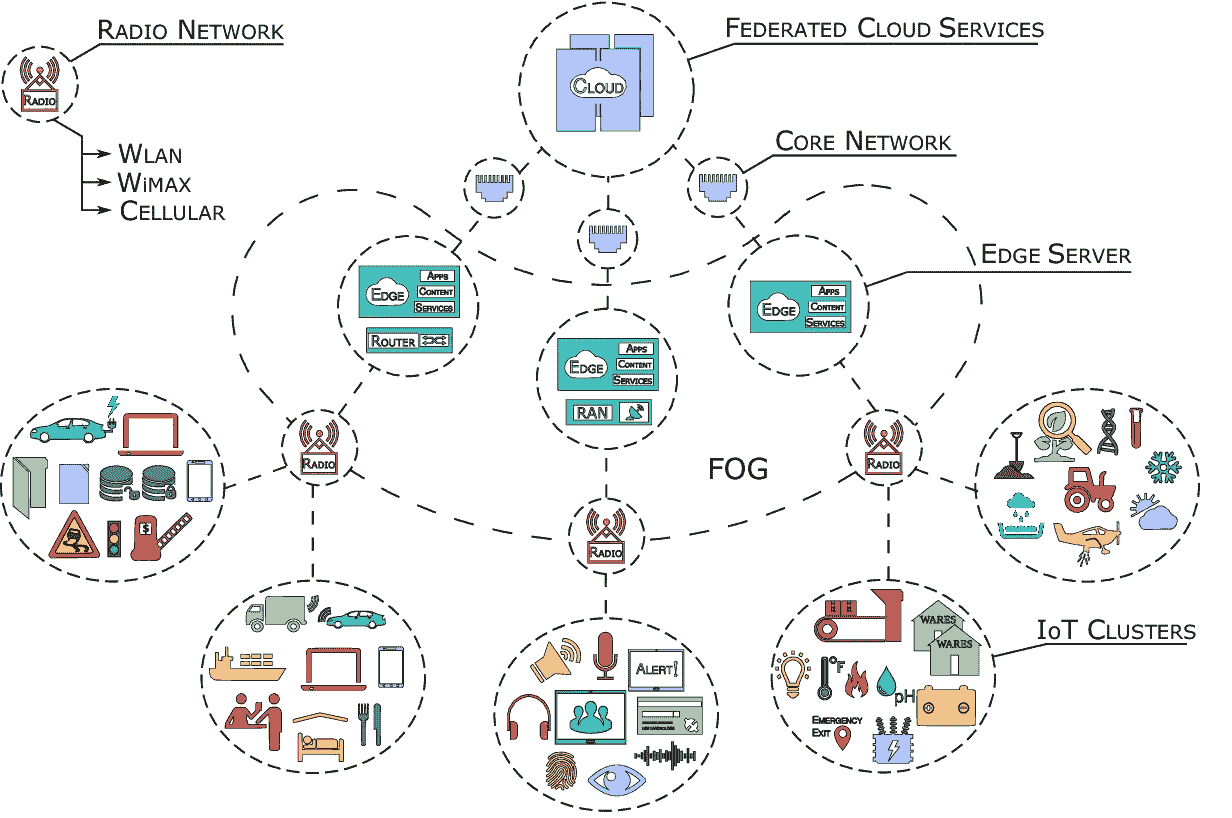 RADIO NETWORK
FEDERATED CLOUD SERVICES
RADIO
CLOUD
WLAN
WIMAX
CELLULAR
CORE NETWORK
EDGE SERVER
EDGE
APPS
CONTENT
SERVICES
ROUTER
EDGE
APPS
CONTENT
SERVICES
RAN
EDGE
APPS
CONTENT
SERVICES
RADIO
RADIO
RADIO
FOG
$
ALERT!
WARES
WARES
°F
pH
EMERGENCY
EXIT
IOT CLUSTERS